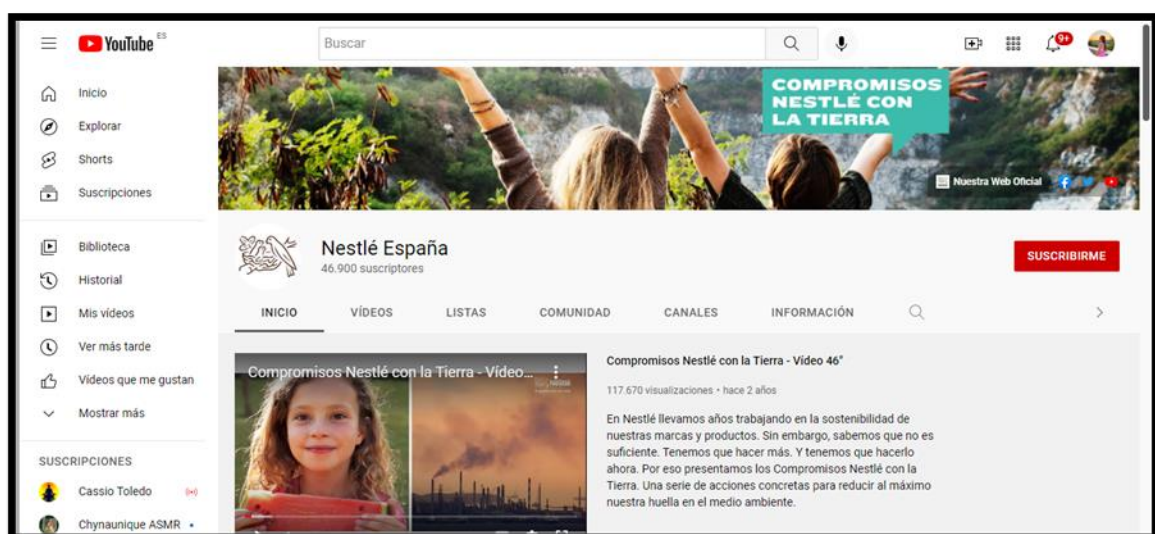 YouTube ES
Buscar
9+
Inicio
Explorar
Shorts
Suscripciones
Biblioteca
Historial
Mis vídeos
Ver más tarde
Vídeos que me gustan
Mostrar más
SUSCRIPCIONES
Cassio Toledo
Chynaunique ASMR
COMPROMISOS
NESTLÉ CON
LA TIERRA
Nuestra Web Oficial
Nestlé España
46.900 suscriptores
SUSCRIBIRME
INICIO VÍDEOS LISTAS COMUNIDAD CANALES INFORMACIÓN
Compromisos Nestlé con la Tierra - Vídeo...
Compromisos Nestlé con la Tierra - Vídeo 46"
117.670 visualizaciones • hace 2 años
En Nestlé llevamos años trabajando en la sostenibilidad de
nuestras marcas y productos. Sin embargo, sabemos que no es
suficiente. Tenemos que hacer más. Y tenemos que hacerlo
ahora. Por eso presentamos los Compromisos Nestlé con la
Tierra. Una serie de acciones concretas para reducir al máximo
nuestra huella en el medio ambiente.